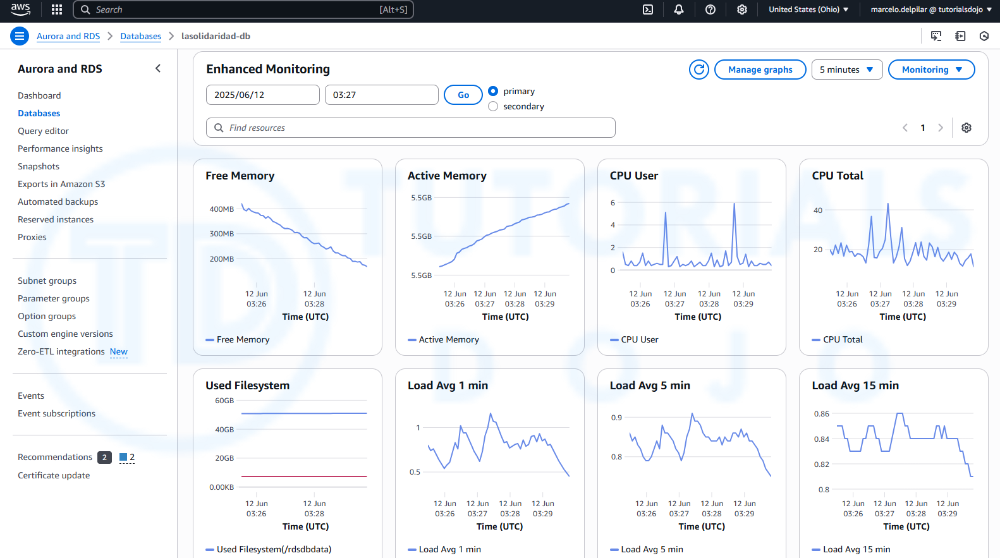 aws
Search [Alt+S]
United States (Ohio)
marcelo.delpilar @ tutorialsdojo
Aurora and RDS
Databases
lasolidaridad-db
Aurora and RDS
Dashboard
Databases
Query editor
Performance insights
Snapshots
Exports in Amazon S3
Automated backups
Reserved instances
Proxies
Subnet groups
Parameter groups
Option groups
Custom engine versions
Zero-ETL integrations New
Events
Event subscriptions
Recommendations 2 2
Certificate update
Enhanced Monitoring
Manage graphs
5 minutes
Monitoring
2025/06/12
03:27
Go
primary
secondary
Find resources
1
Free Memory
400MB
300MB
200MB
12 Jun 12 Jun
03:26 03:28
Time (UTC)
Free Memory
Active Memory
5.5GB
5.5GB
5.5GB
12 Jun 12 Jun 12 Jun 12 Jun
03:26 03:27 03:28 03:29
Time (UTC)
Active Memory
CPU User
6
4
2
0
12 Jun 12 Jun 12 Jun 12 Jun
03:26 03:27 03:28 03:29
Time (UTC)
CPU User
CPU Total
40
20
12 Jun 12 Jun 12 Jun 12 Jun
03:26 03:27 03:28 03:29
Time (UTC)
CPU Total
Used Filesystem
60GB
40GB
20GB
0.00KB
12 Jun 12 Jun
03:26 03:28
Time (UTC)
Used Filesystem(/rdsdbdata)
Load Avg 1 min
1
0.5
12 Jun 12 Jun 12 Jun 12 Jun
03:26 03:27 03:28 03:29
Time (UTC)
Load Avg 1 min
Load Avg 5 min
0.9
0.8
12 Jun 12 Jun 12 Jun 12 Jun
03:26 03:27 03:28 03:29
Time (UTC)
Load Avg 5 min
Load Avg 15 min
0.86
0.84
0.82
0.8
12 Jun 12 Jun 12 Jun 12 Jun
03:26 03:27 03:28 03:29
Time (UTC)
Load Avg 15 min
TD
TUTORIALS
DOJO